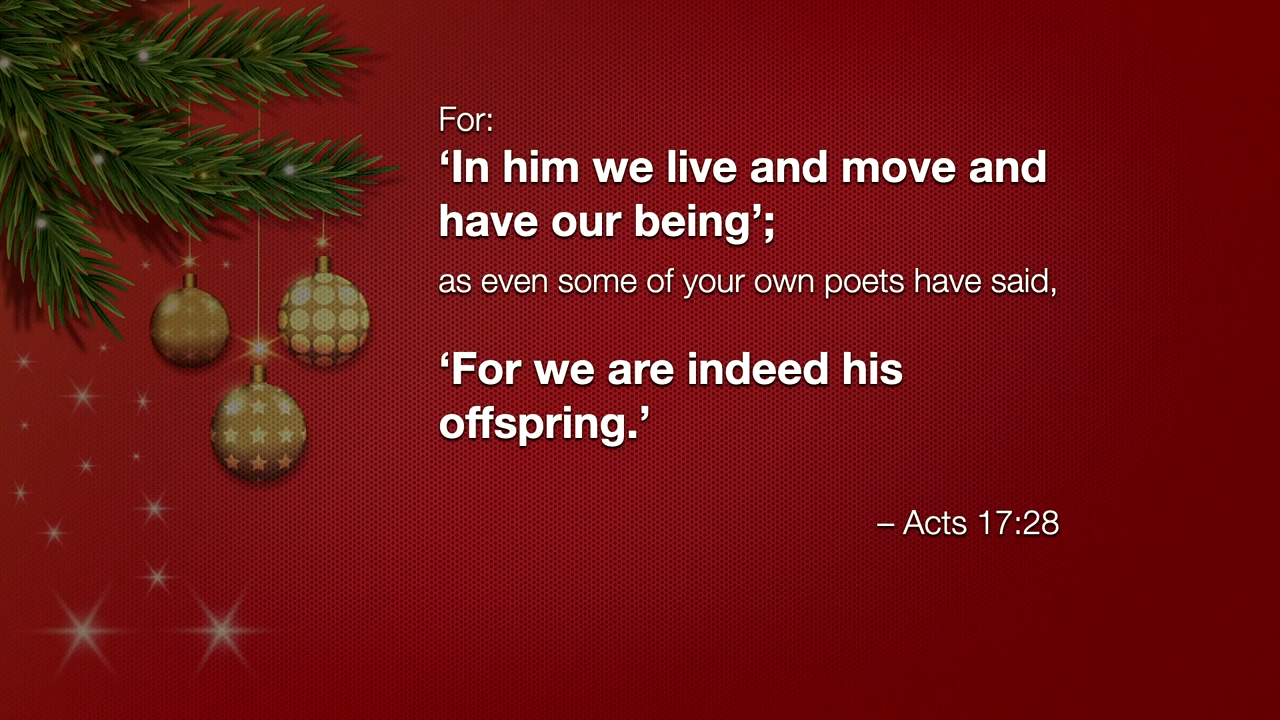 For:
‘In him we live and move and
have our being’;
as even some of your own poets have said,
‘For we are indeed his
offspring.’
– Acts 17:28